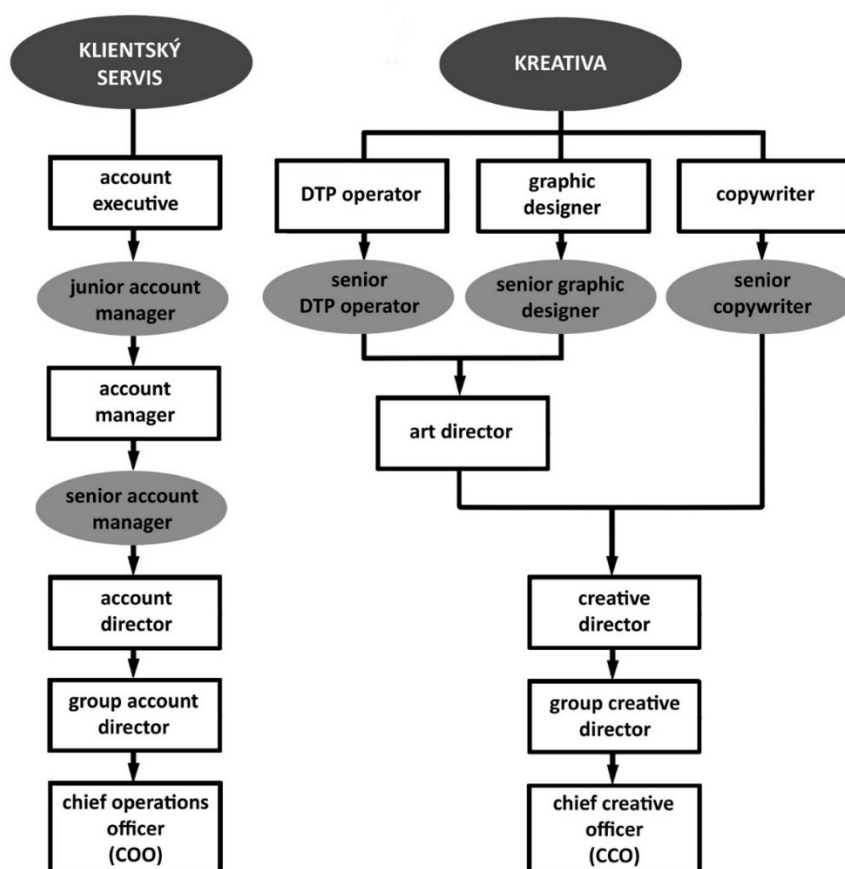 KLIENTSKÝ
SERVIS
account
executive
junior account
manager
account
manager
senior account
manager
account
director
group account
director
chief operations
officer
(COO)
KREATIVA
DTP operator
graphic
designer
copywriter
senior
DTP operator
senior graphic
designer
senior
copywriter
art director
creative
director
group creative
director
chief creative
officer
(CCO)